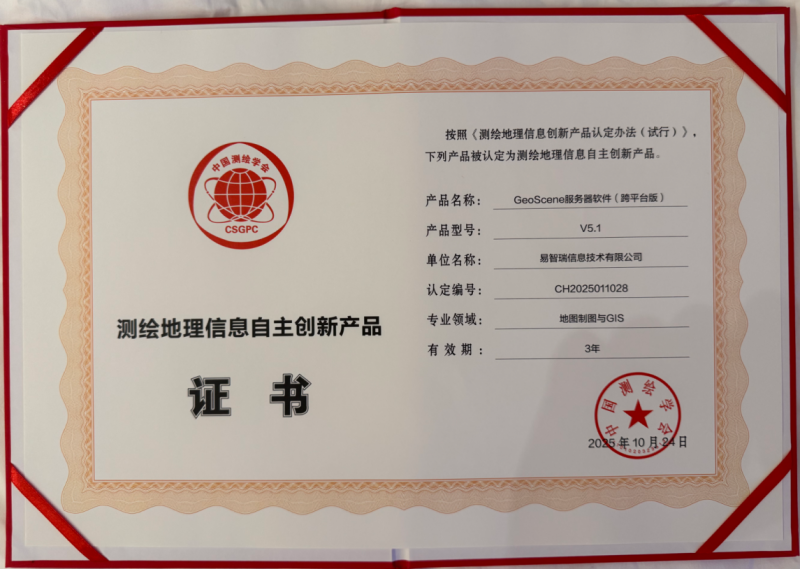 中国测绘学会
CSGPC
测绘地理信息自主创新产品
证书
按照《测绘地理信息创新产品认定办法（试行）》，
下列产品被认定为测绘地理信息自主创新产品。
产品名称： GeoScene服务器软件（跨平台版）
产品型号： V5.1
单位名称： 易智瑞信息技术有限公司
认定编号： CH2025011028
专业领域： 地图制图与GIS
有效期： 3年
中国测绘学会
2025年10月24日